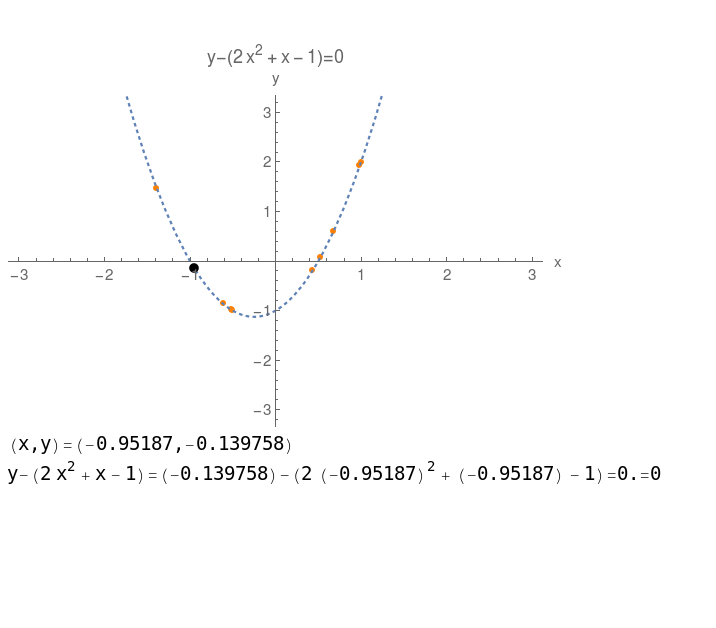 y−(2x²+x−1)=0
y
3
2
1
−3 −2 −1 1 2 3 x
−1
−2
−3
(x,y)=(−0.95187,−0.139758)
y−(2x²+x−1)=(−0.139758)−(2 (−0.95187)²+(−0.95187)−1)=0.=0